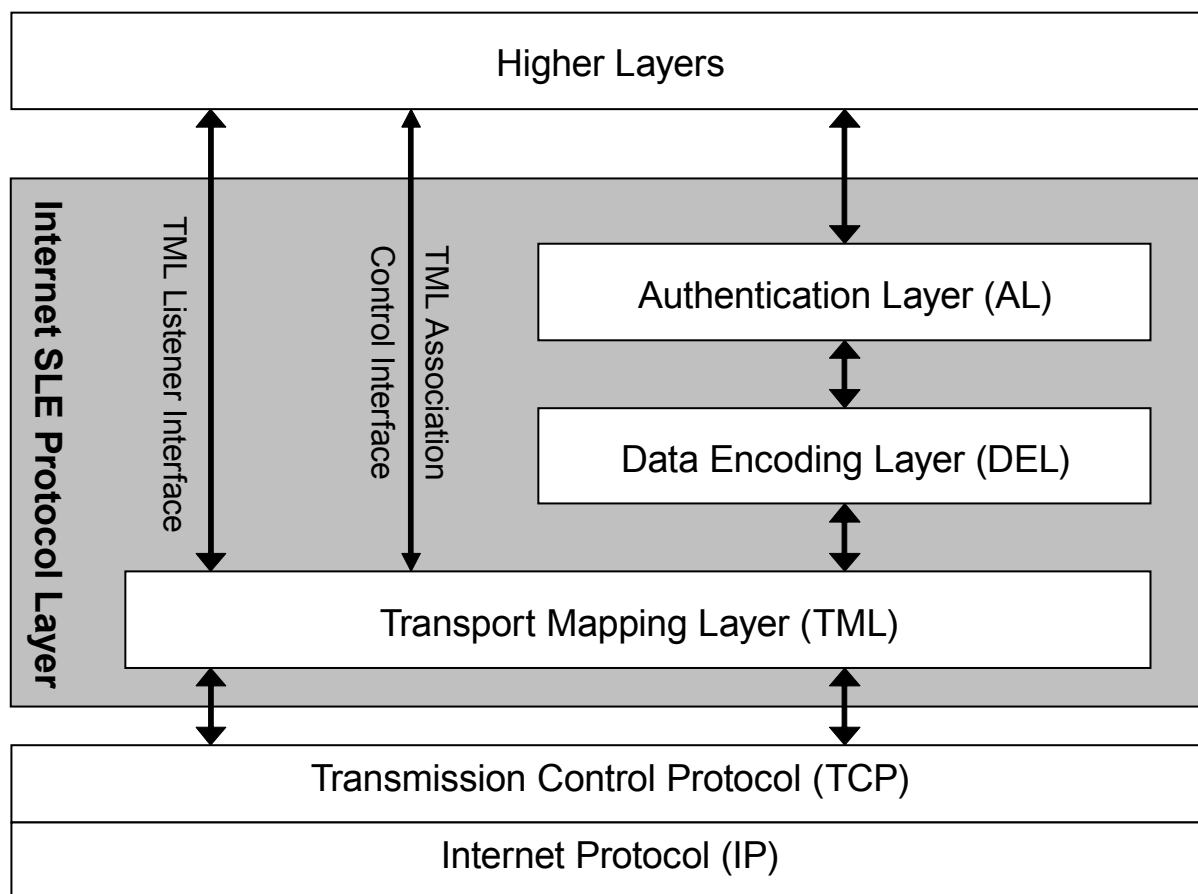 Higher Layers
Internet SLE Protocol Layer
TML Listener Interface
TML Association
Control Interface
Authentication Layer (AL)
Data Encoding Layer (DEL)
Transport Mapping Layer (TML)
Transmission Control Protocol (TCP)
Internet Protocol (IP)